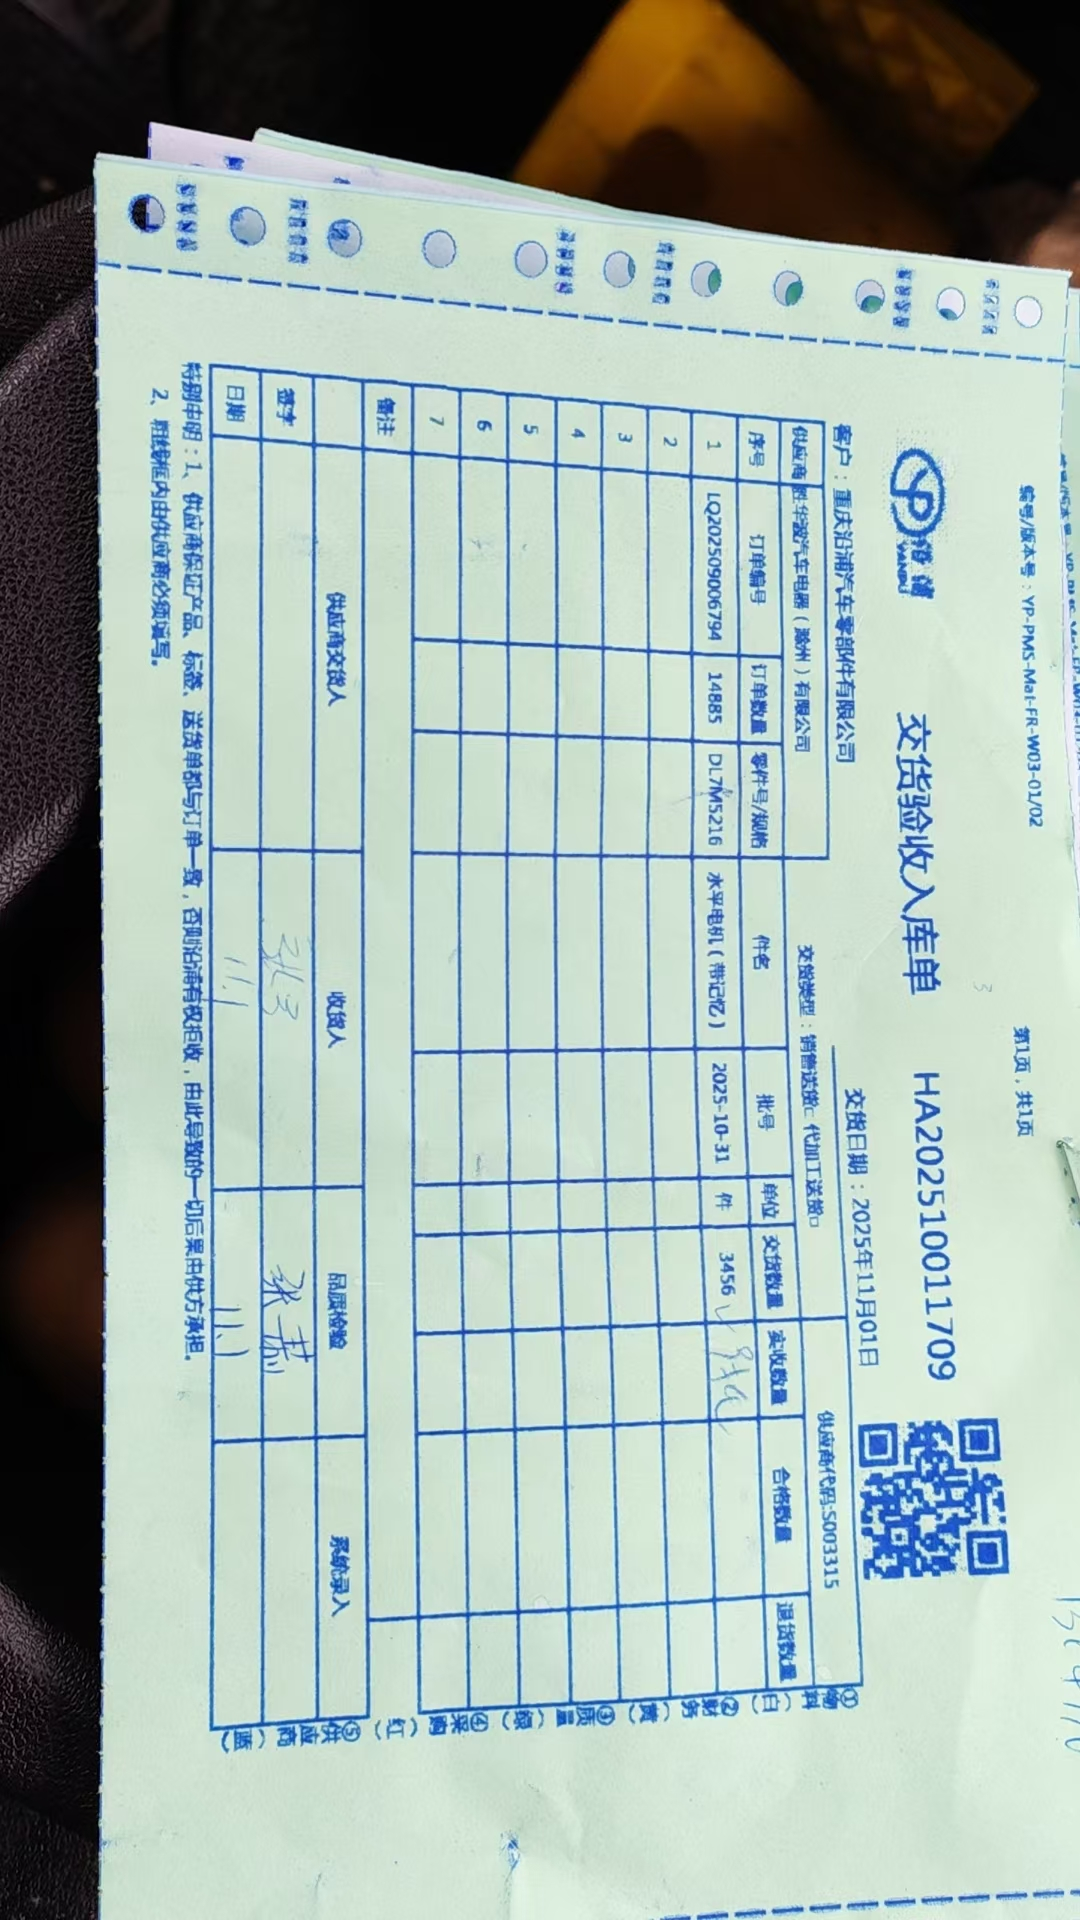 编号/版本号：YP-PMS-Mat-FR-W03-01/02
第1页，共1页
沿浦
YANPU
交货验收入库单
HA202510011709
客户：重庆沿浦汽车零部件有限公司
交货日期：2025年11月01日
供应商 胜华波汽车电器（滁州）有限公司
交货类型：销售送货□ 代加工送货□
供应商代码:S003315
序号 订单编号 订单数量 零件号/规格 件名 批号 单位 交货数量 实收数量 合格数量 退货数量
1 LQ202509006794 14885 DL7M5216 水平电机（带记忆） 2025-10-31 件 3456
2
3
4
5
6
7
备注
供应商交货人 收货人 品质检验 系统录入
签字
日期 11.1 11.1
特别申明：1、供应商保证产品、标签、送货单都与订单一致，否则沿浦有权拒收，由此导致的一切后果由供方承担。
2、粗线框内由供应商必须填写。
①物料（白）②财务（黄）③质量（绿）④采购（红）⑤供应商（蓝）